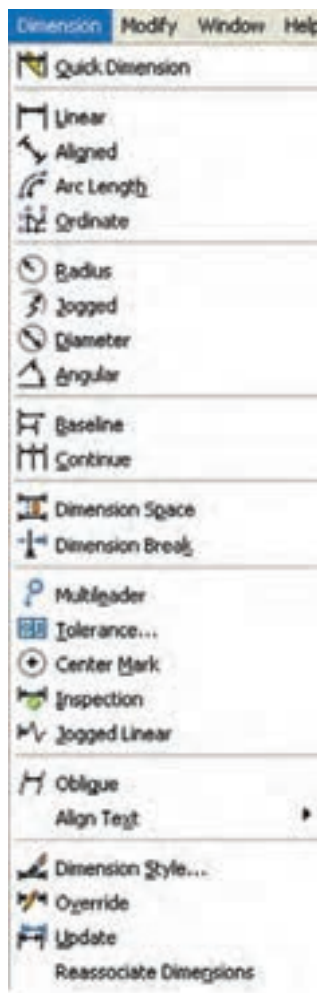 Dimension Modify Window Help
Quick Dimension
Linear
Aligned
Arc Length
Ordinate
Radius
Jogged
Diameter
Angular
Baseline
Continue
Dimension Space
Dimension Break
Multileader
Tolerance...
Center Mark
Inspection
Jogged Linear
Oblique
Align Text
Dimension Style...
Override
Update
Reassociate Dimensions